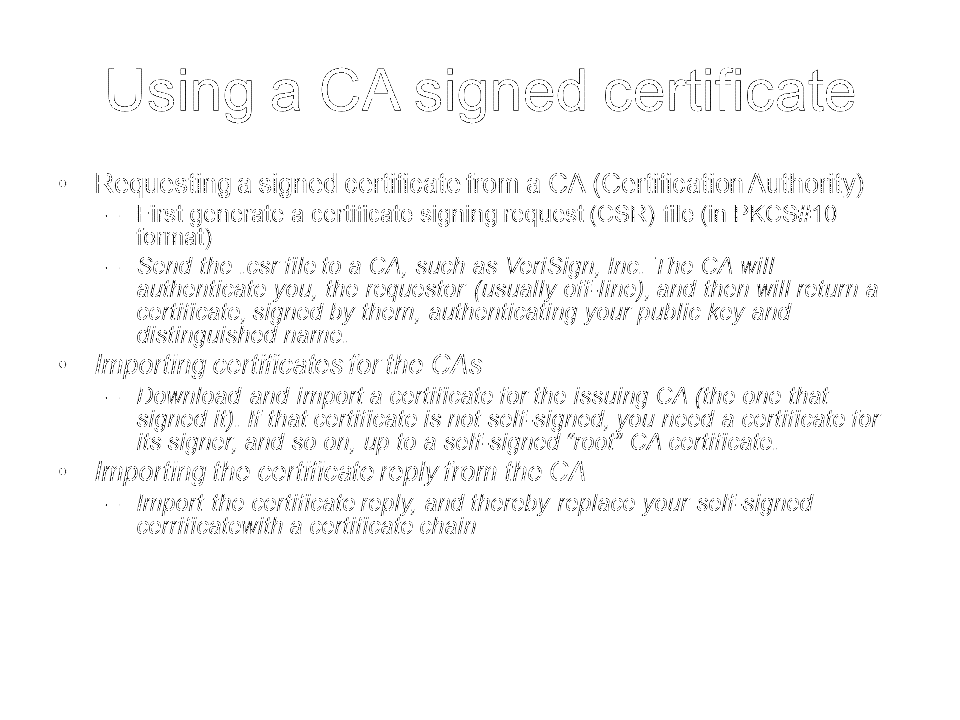 Using a CA signed certificate
• Requesting a signed certificate from a CA (Certification Authority)
– First generate a certificate signing request (CSR) file (in PKCS#10
format)
– Send the .csr file to a CA, such as VeriSign, Inc. The CA will
authenticate you, the requestor (usually off-line), and then will return a
certificate, signed by them, authenticating your public key and
distinguished name.
• Importing certificates for the CAs
– Download and import a certificate for the issuing CA (the one that
signed it). If that certificate is not self-signed, you need a certificate for
its signer, and so on, up to a self-signed “root” CA certificate.
• Importing the certificate reply from the CA
– Import the certificate reply, and thereby replace your self-signed
cerrificatewith a certificate chain